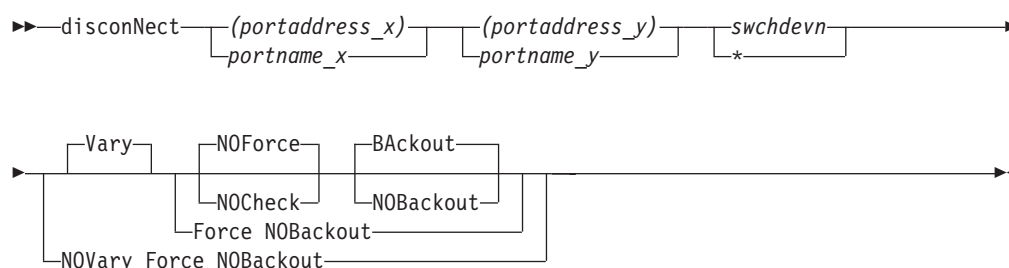 disconNect (portaddress_x) (portaddress_y) swchdevn
portname_x portname_y *
Vary NOForce BAckout
NOCheck NOBackout
Force NOBackout
NOVary Force NOBackout